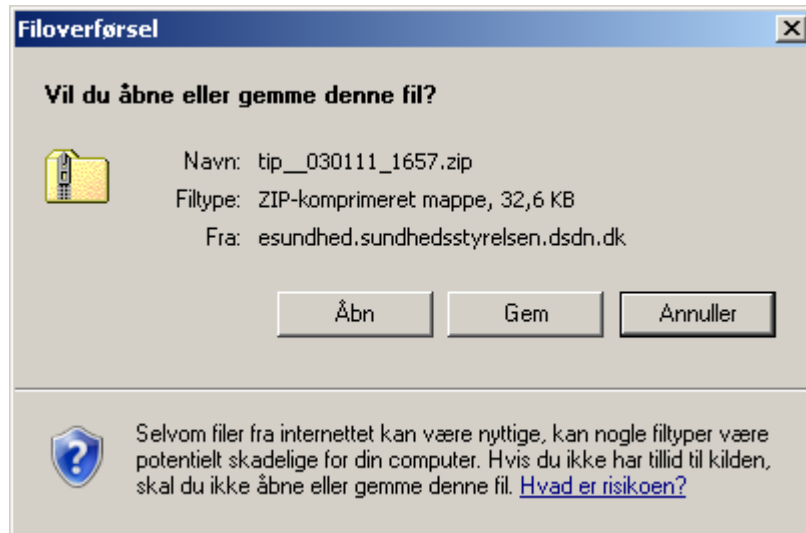 Filoverførsel
Vil du åbne eller gemme denne fil?
Navn: tip__030111_1657.zip
Filtype: ZIP-komprimeret mappe, 32,6 KB
Fra: esundhed.sundhedsstyrelsen.dsdn.dk
Åbn Gem Annuller
Selvom filer fra internettet kan være nyttige, kan nogle filtyper være
potentielt skadelige for din computer. Hvis du ikke har tillid til kilden,
skal du ikke åbne eller gemme denne fil. Hvad er risikoen?